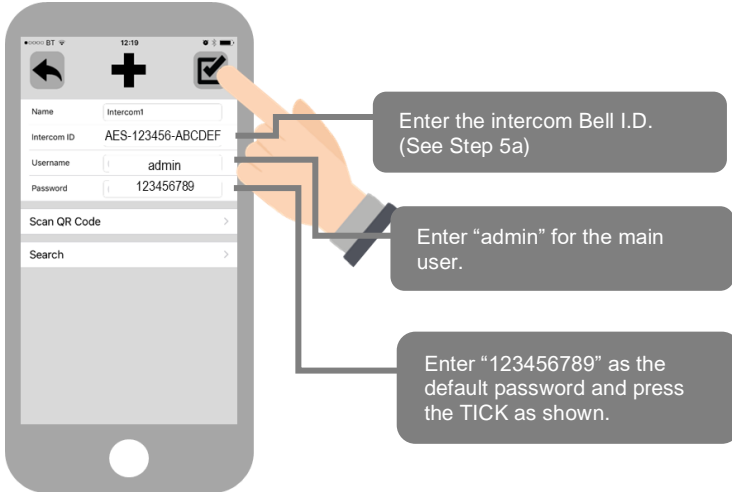 BT 12:19
Name Intercom1
Intercom ID AES-123456-ABCDEF
Username admin
Password 123456789
Scan QR Code
Search
Enter the intercom Bell I.D.
(See Step 5a)
Enter “admin” for the main
user.
Enter “123456789” as the
default password and press
the TICK as shown.